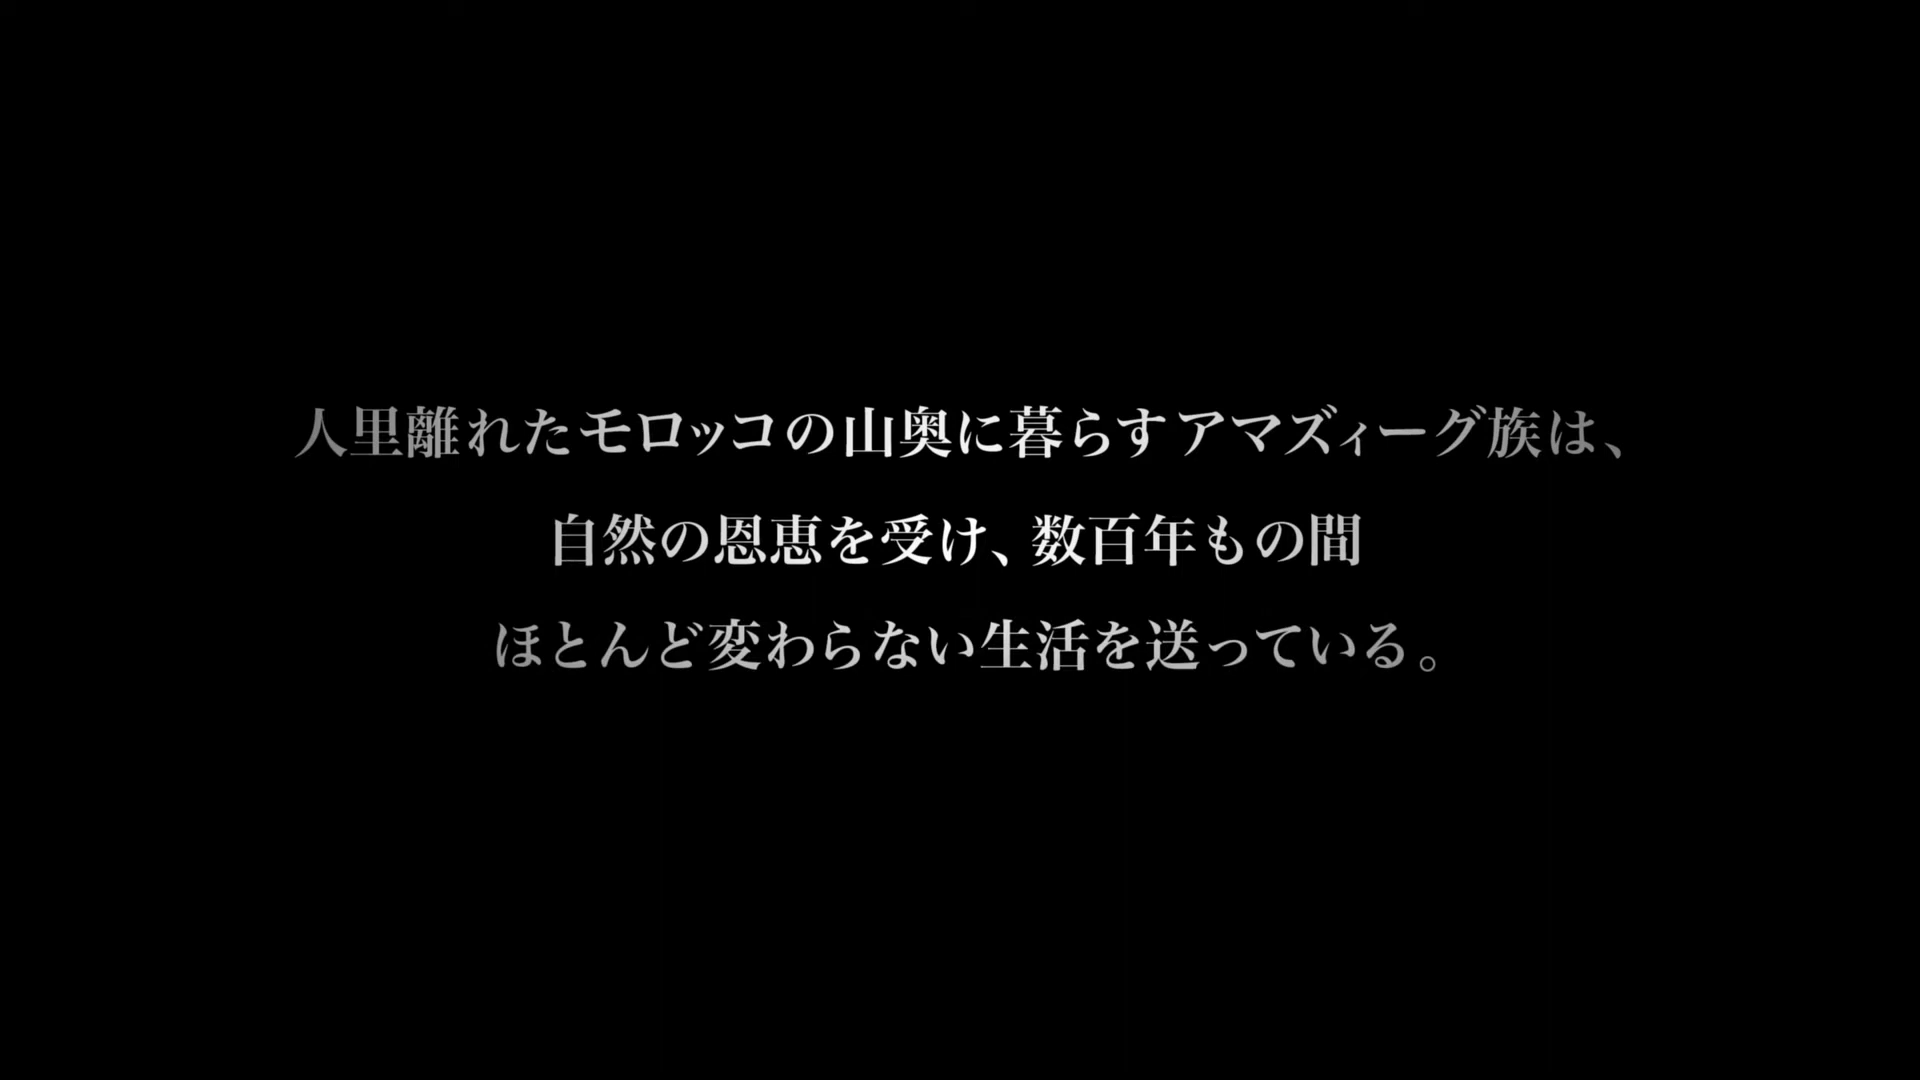 人里離れたモロッコの山奥に暮らすアマズィーグ族は、
自然の恩恵を受け、数百年もの間
ほとんど変わらない生活を送っている。